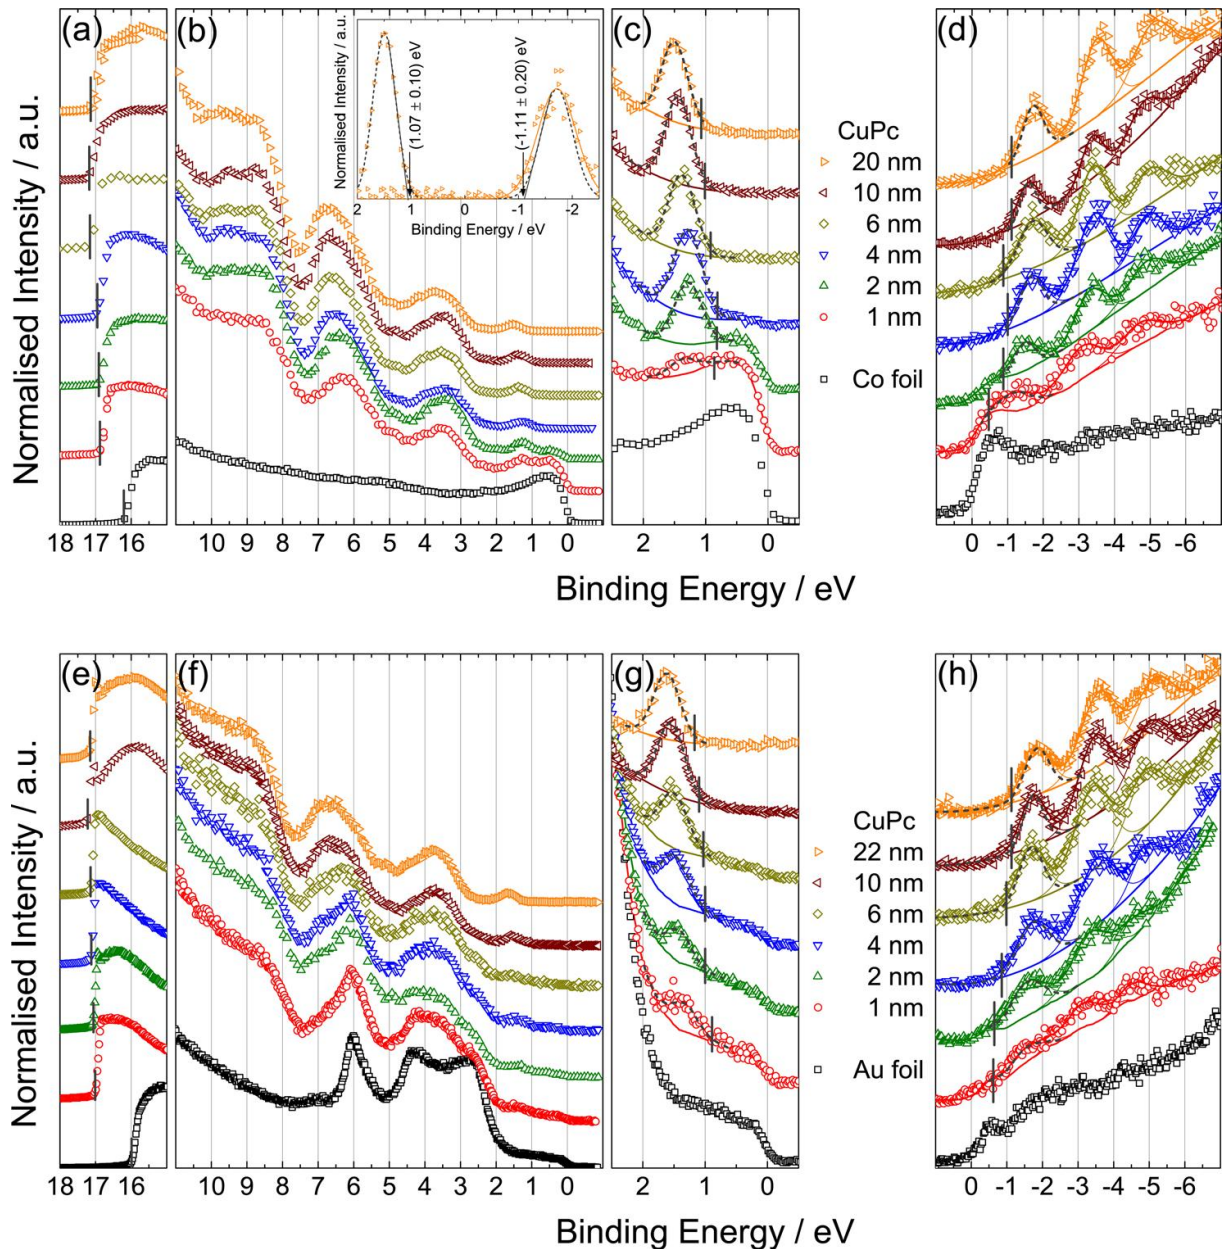 (a)
(b)
(c)
(d)
Normalised Intensity / a.u.
Normalised Intensity / a.u.
(1.07 ± 0.10) eV
(-1.11 ± 0.20) eV
2 1 0 -1 -2
Binding Energy / eV
CuPc
20 nm
10 nm
6 nm
4 nm
2 nm
1 nm
Co foil
18 17 16
10 9 8 7 6 5 4 3 2 1 0
2 1 0
0 -1 -2 -3 -4 -5 -6
Binding Energy / eV
(e)
(f)
(g)
(h)
Normalised Intensity / a.u.
CuPc
22 nm
10 nm
6 nm
4 nm
2 nm
1 nm
Au foil
18 17 16
10 9 8 7 6 5 4 3 2 1 0
2 1 0
0 -1 -2 -3 -4 -5 -6
Binding Energy / eV